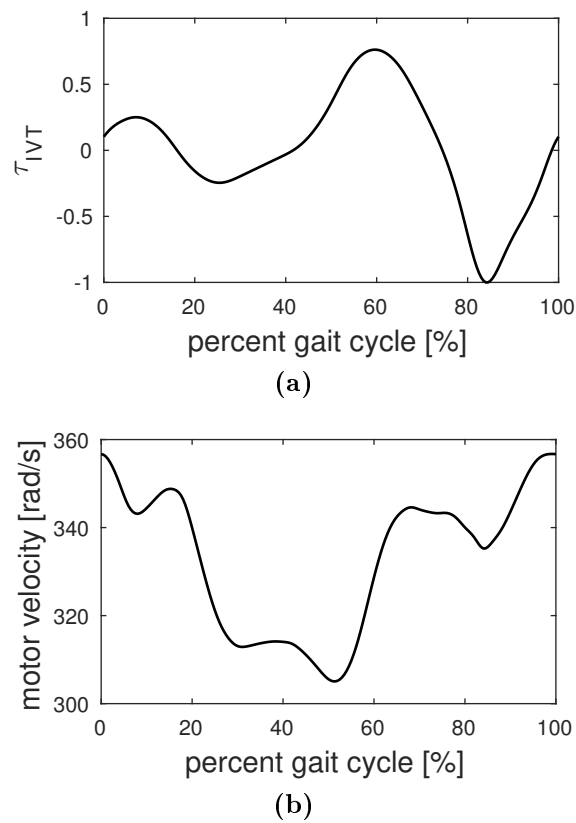 1
0.5
0
-0.5
-1
τIVT
0 20 40 60 80 100
percent gait cycle [%]
(a)
360
340
320
300
motor velocity [rad/s]
0 20 40 60 80 100
percent gait cycle [%]
(b)